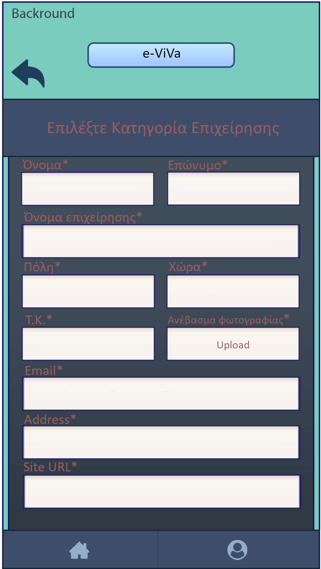 Backround
e-ViVa
Επιλέξτε Κατηγορία Επιχείρησης
Όνομα* Επώνυμο*
Όνομα επιχείρησης*
Πόλη* Χώρα*
Τ.Κ.* Ανέβασμα φωτογραφίας*
Upload
Email*
Address*
Site URL*